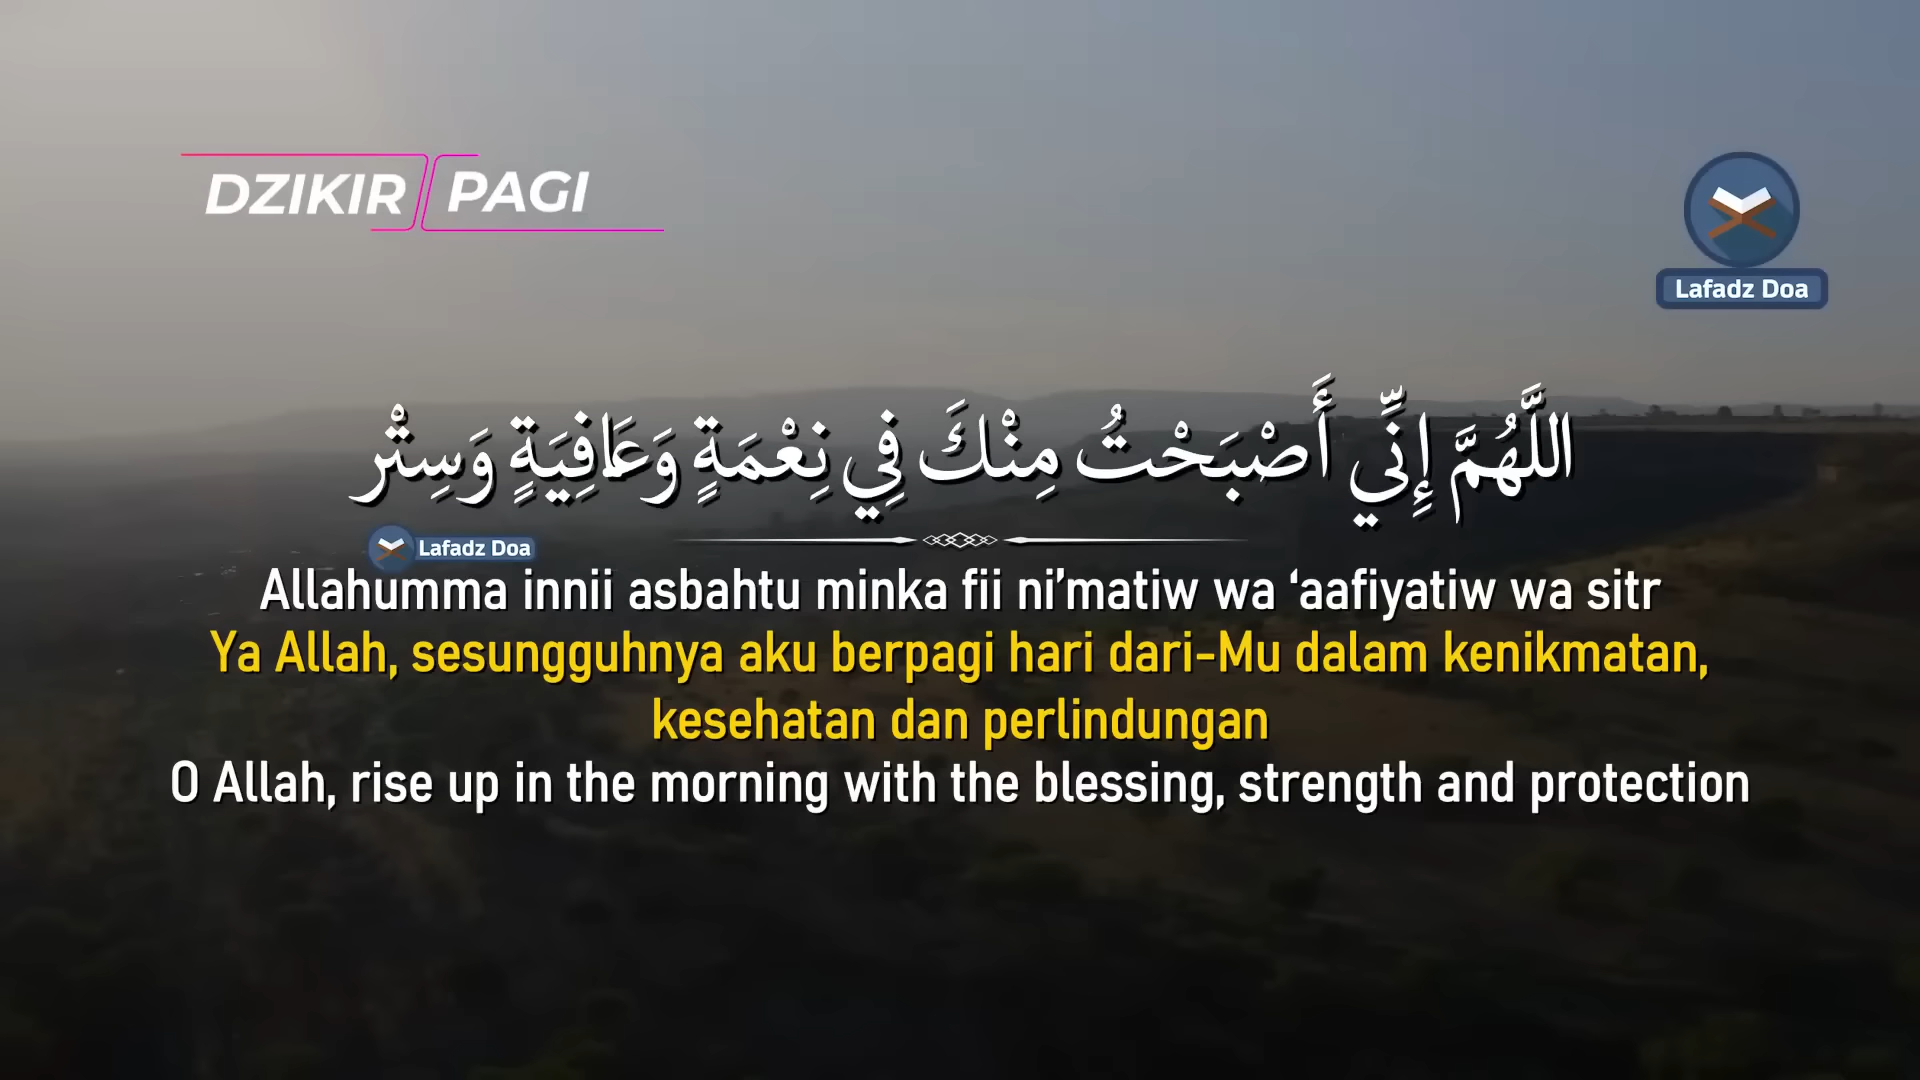 DZIKIR PAGI
Lafadz Doa
اللَّهُمَّ إِنِّي أَصْبَحْتُ مِنْكَ فِي نِعْمَةٍ وَعَافِيَةٍ وَسِتْر
Lafadz Doa
Allahumma innii asbahtu minka fii ni’matiw wa ‘aafiyatiw wa sitr
Ya Allah, sesungguhnya aku berpagi hari dari-Mu dalam kenikmatan,
kesehatan dan perlindungan
O Allah, rise up in the morning with the blessing, strength and protection